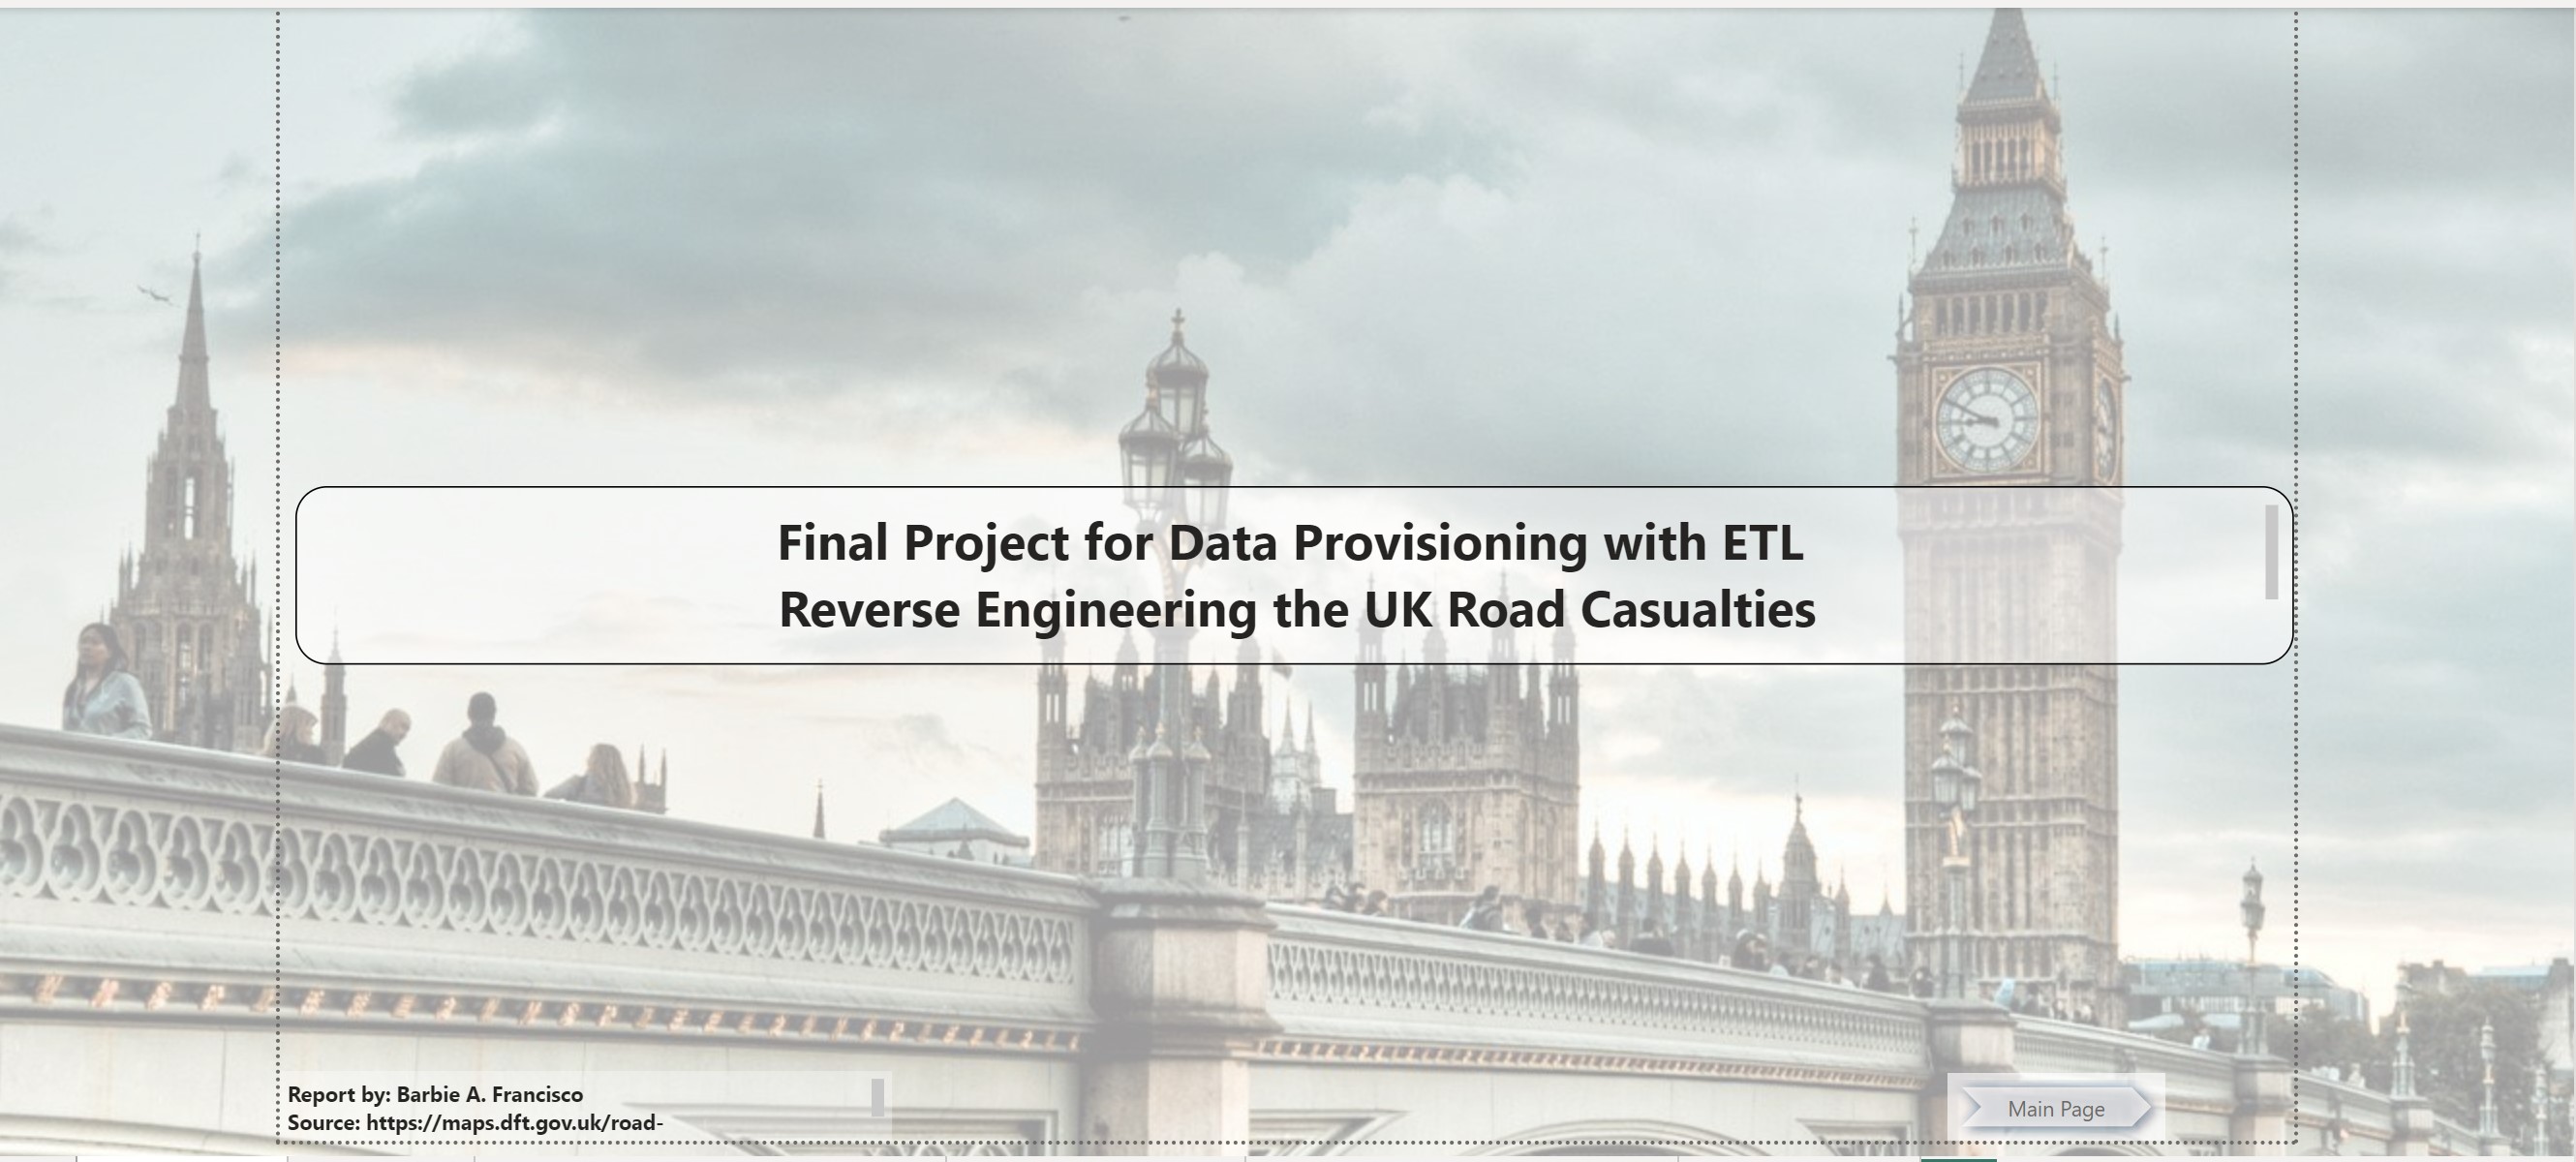 Final Project for Data Provisioning with ETL
Reverse Engineering the UK Road Casualties
Report by: Barbie A. Francisco
Source: https://maps.dft.gov.uk/road-
Main Page